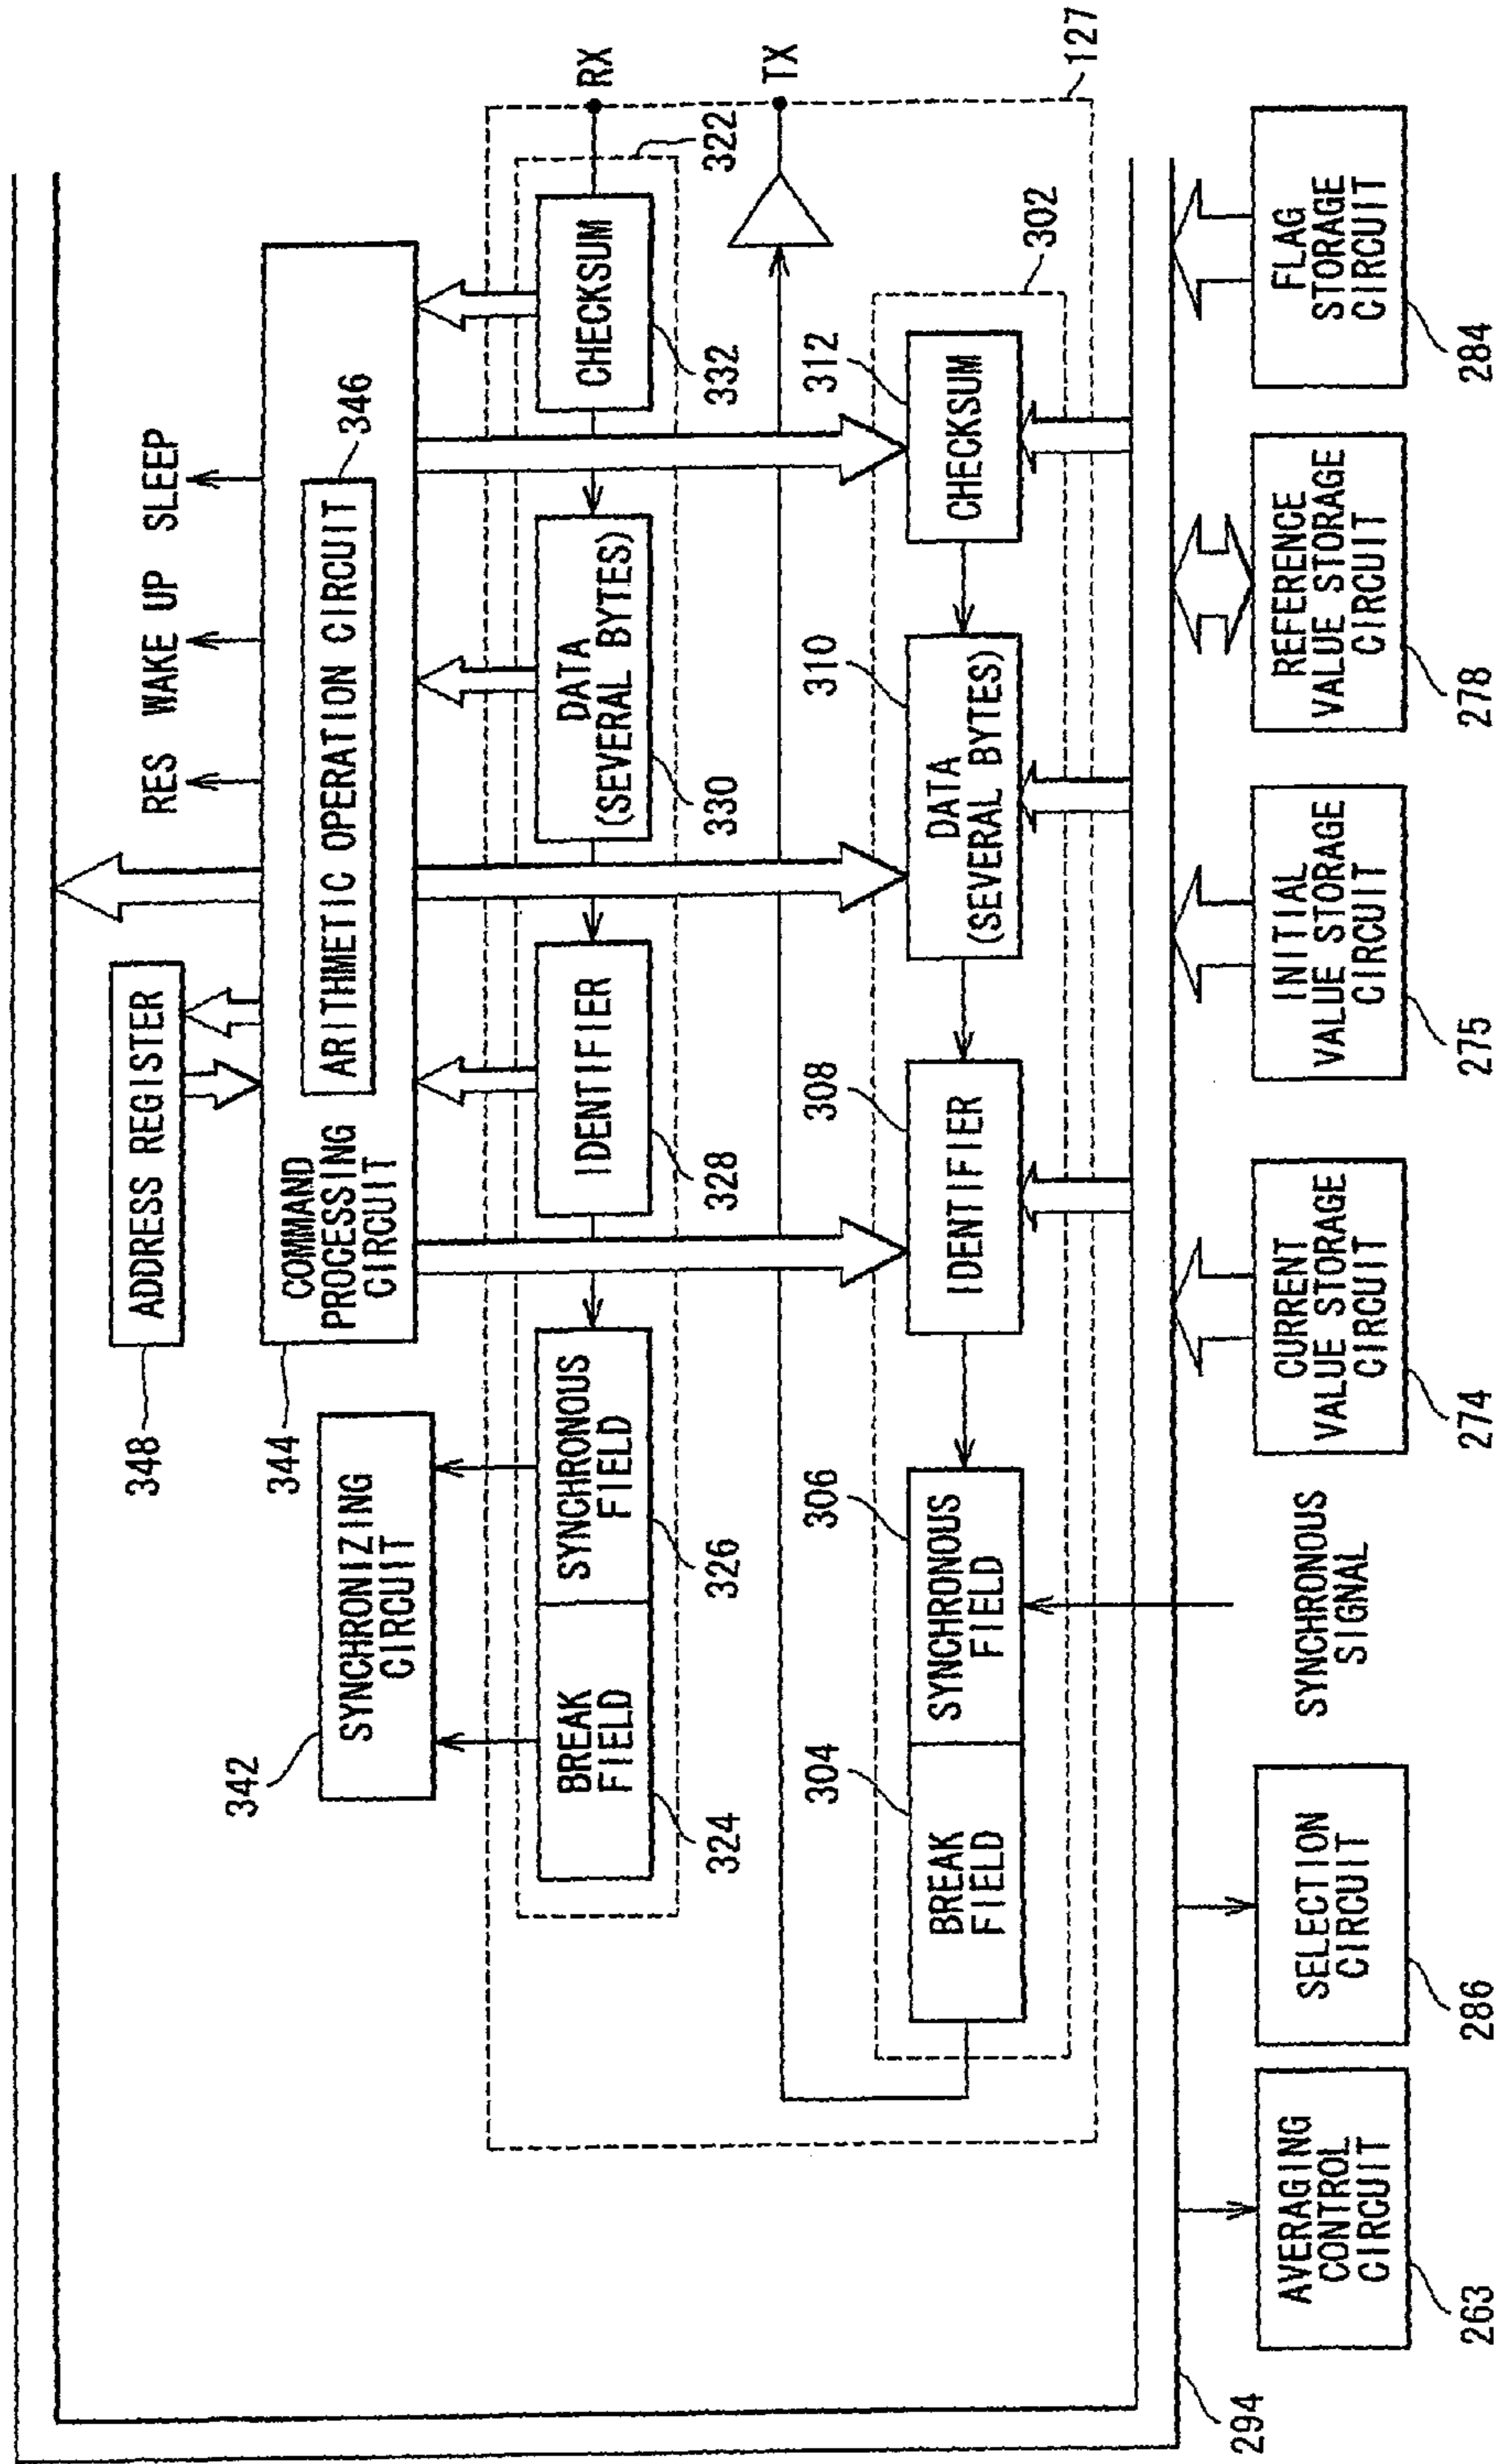 348
ADDRESS REGISTER
RES
WAKE UP
SLEEP
342
SYNCHRONIZING
CIRCUIT
344
COMMAND
PROCESSING
CIRCUIT
ARITHMETIC OPERATION CIRCUIT
346
BREAK
FIELD
324
SYNCHRONOUS
FIELD
326
IDENTIFIER
328
DATA
(SEVERAL BYTES)
330
CHECKSUM
332
322
RX
TX
304
BREAK
FIELD
306
SYNCHRONOUS
FIELD
308
IDENTIFIER
310
DATA
(SEVERAL BYTES)
312
CHECKSUM
302
127
294
AVERAGING
CONTROL
CIRCUIT
263
SELECTION
CIRCUIT
286
SYNCHRONOUS
SIGNAL
CURRENT
VALUE STORAGE
CIRCUIT
274
INITIAL
VALUE STORAGE
CIRCUIT
275
REFERENCE
VALUE STORAGE
CIRCUIT
278
FLAG
STORAGE
CIRCUIT
284